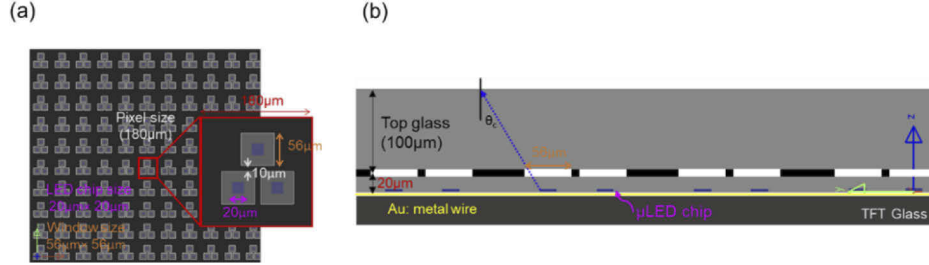 (a)
180μm
Pixel size
(180μm)
56μm
10μm
20μm
LED chip size
20μm× 20μm
Window size
56μm× 56μm
(b)
Top glass
(100μm)
θc
56μm
20μm
z
y
Au: metal wire
μLED chip
TFT Glass